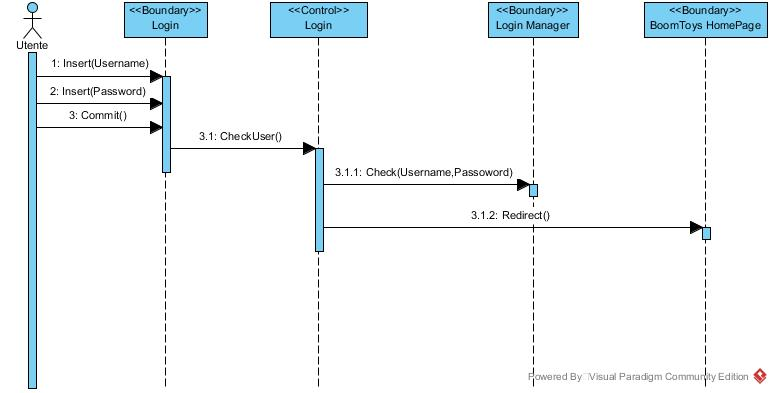 <<Boundary>>
Login
<<Control>>
Login
<<Boundary>>
Login Manager
<<Boundary>>
BoomToys HomePage
Utente
1: Insert(Username)
2: Insert(Password)
3: Commit()
3.1: CheckUser()
3.1.1: Check(Username,Passoword)
3.1.2: Redirect()
Powered By Visual Paradigm Community Edition